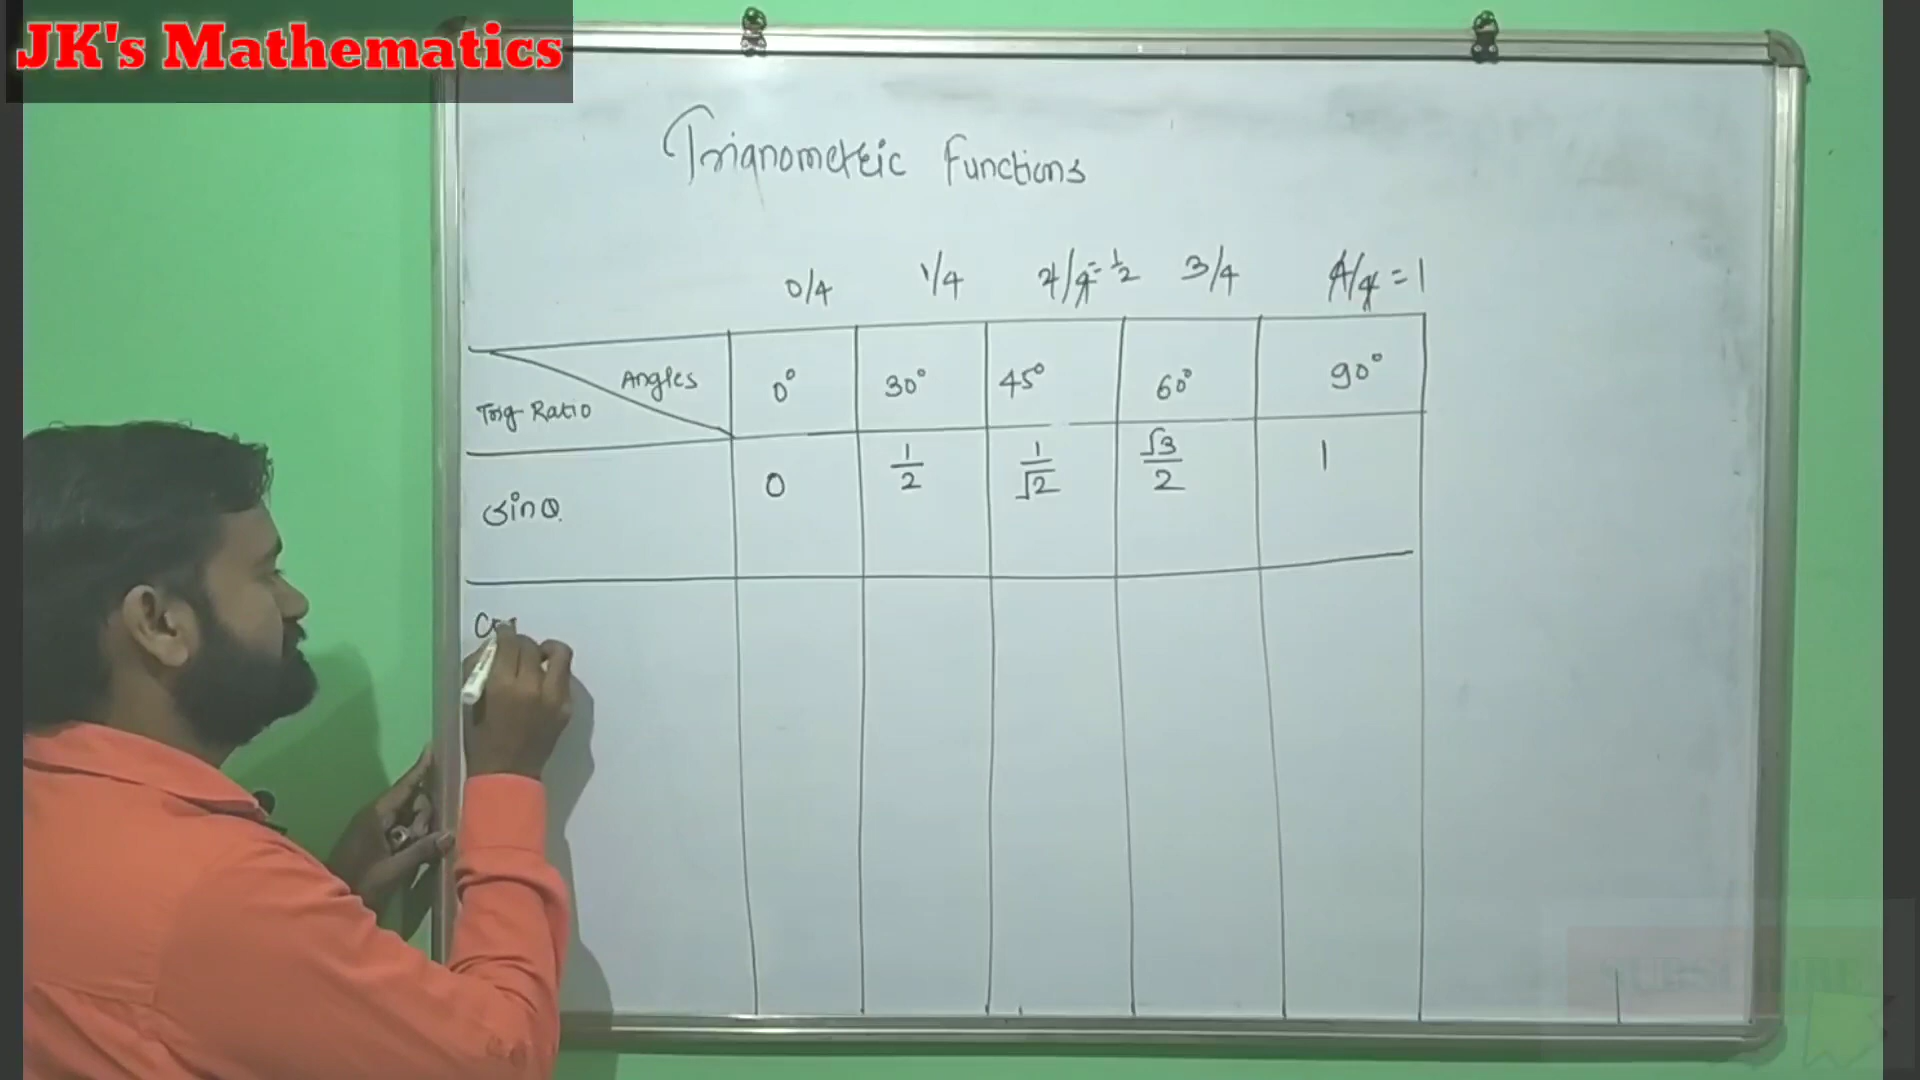 JK's Mathematics
Trignometric Functions
0/4 1/4 2/4=1/2 3/4 4/4=1
Angles 0° 30° 45° 60° 90°
Trig Ratio
sinθ 0 1/2 1/√2 √3/2 1
SUBSCRIBE